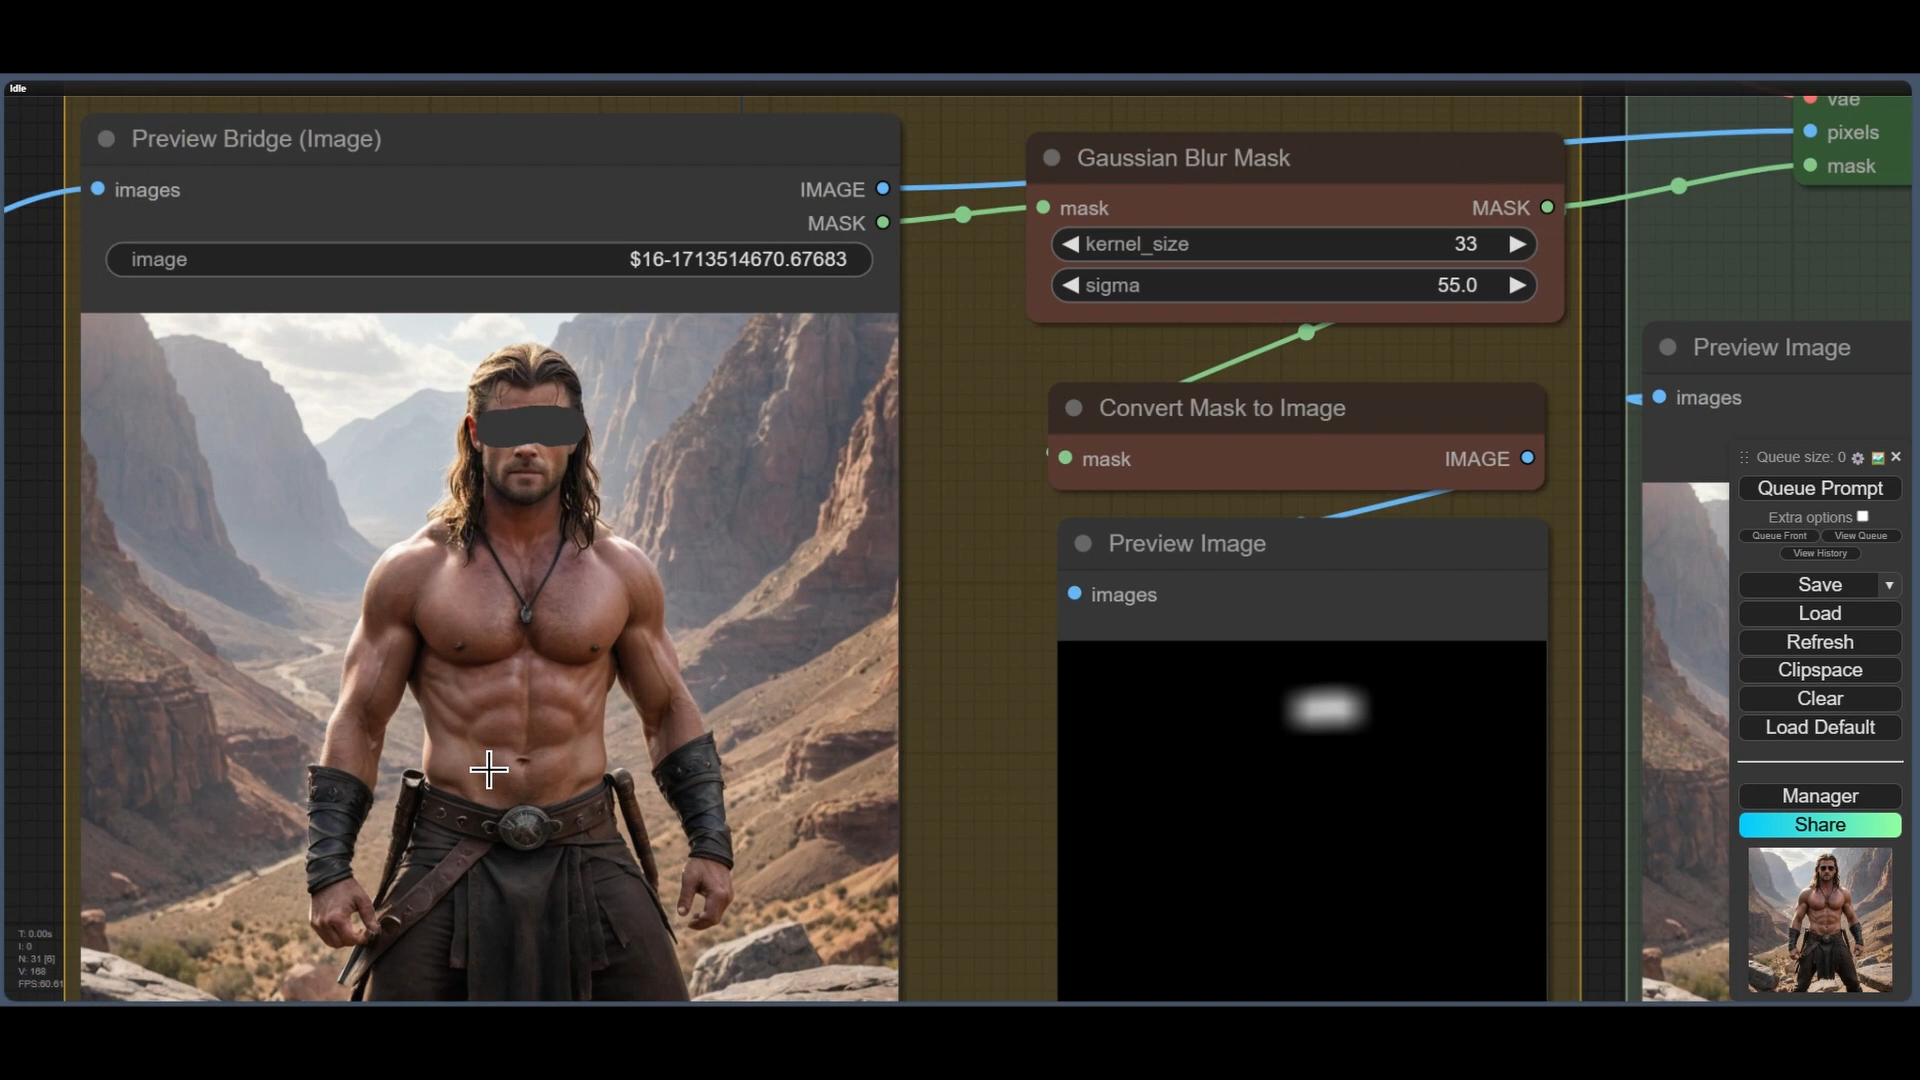 Idle
Preview Bridge (Image)
images
IMAGE
MASK
image $16-1713514670.67683
Gaussian Blur Mask
mask MASK
kernel_size 33
sigma 55.0
Convert Mask to Image
mask IMAGE
Preview Image
images
vae
pixels
mask
Preview Image
images
Queue size: 0
Queue Prompt
Extra options
Queue Front View Queue
View History
Save
Load
Refresh
Clipspace
Clear
Load Default
Manager
Share
T: 0.00s
I: 0
N: 31 [6]
V: 168
FPS:60.61